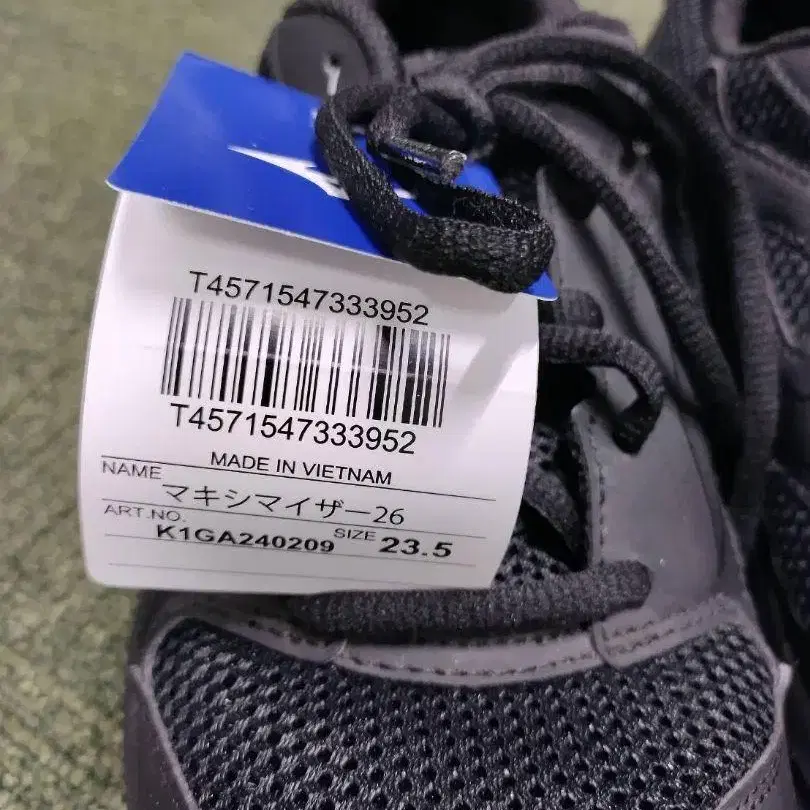 T4571547333952
T4571547333952
MADE IN VIETNAM
NAME マキシマイザー26
ART.NO. K1GA240209 SIZE 23.5